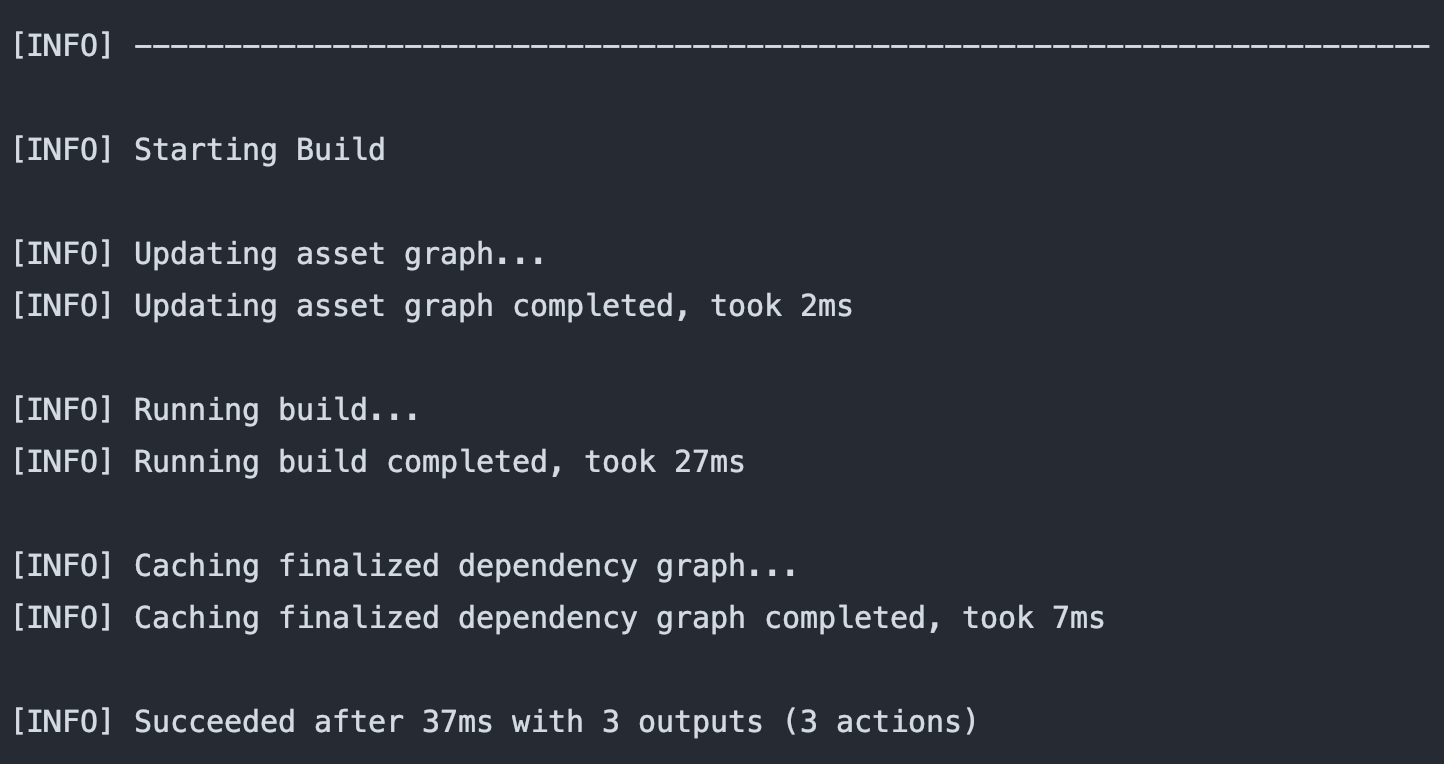 [INFO] ------------------------------------------------------------------------
[INFO] Starting Build
[INFO] Updating asset graph...
[INFO] Updating asset graph completed, took 2ms
[INFO] Running build...
[INFO] Running build completed, took 27ms
[INFO] Caching finalized dependency graph...
[INFO] Caching finalized dependency graph completed, took 7ms
[INFO] Succeeded after 37ms with 3 outputs (3 actions)